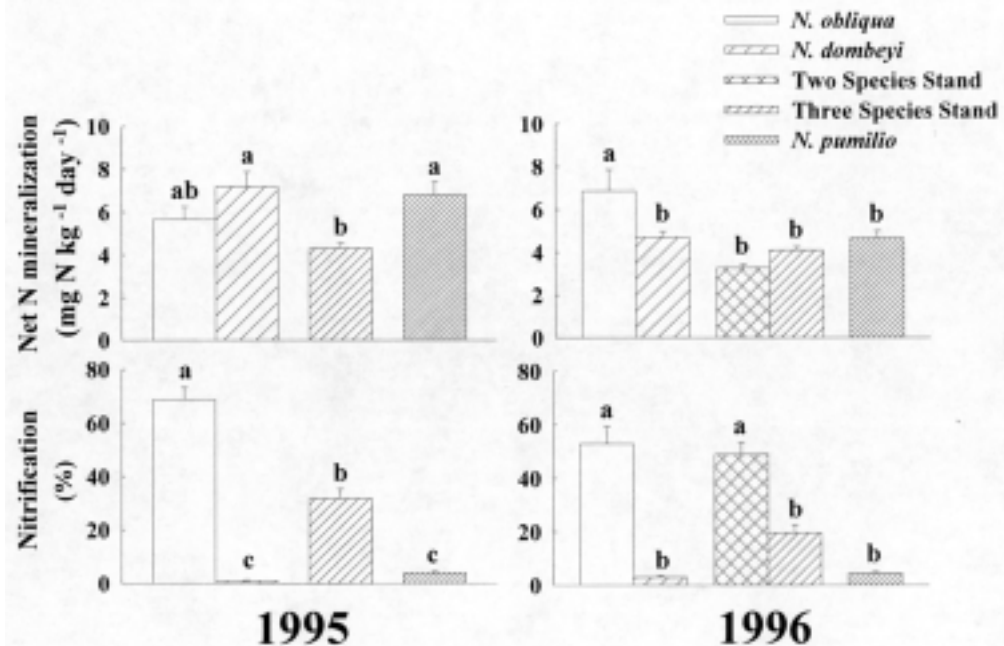 N. obliqua
N. dombeyi
Two Species Stand
Three Species Stand
N. pumilio
Net N mineralization
(mg N kg -1 day -1)
10
8
6
4
2
0
ab
a
b
a
10
8
6
4
2
0
a
b
b
b
b
Nitrification
(%)
80
60
40
20
0
a
c
b
c
80
60
40
20
0
a
b
a
b
b
1995
1996